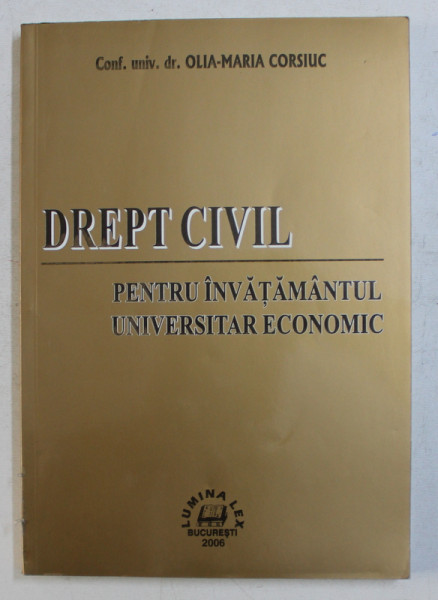 Conf. univ. dr. OLIA-MARIA CORSIUC
DREPT CIVIL
PENTRU ÎNVĂȚĂMÂNTUL
UNIVERSITAR ECONOMIC
LUMINA LEX
BUCUREȘTI
2006